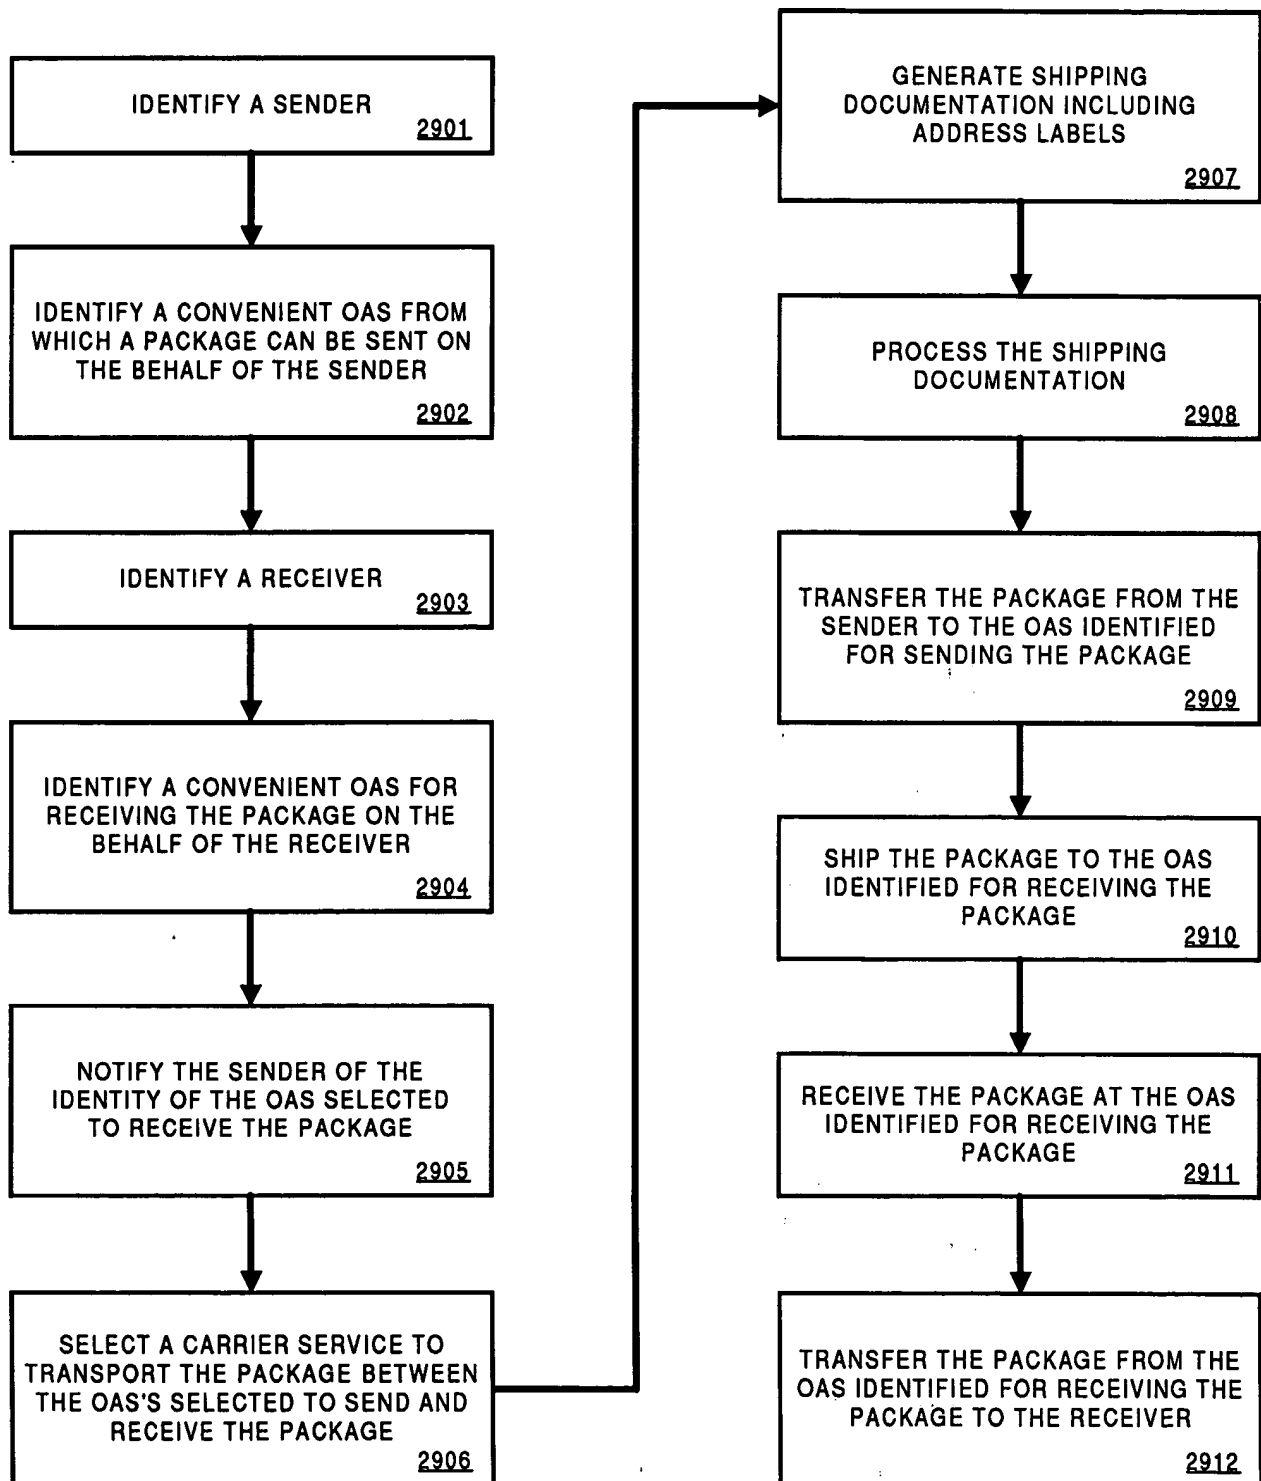 IDENTIFY A SENDER
2901
IDENTIFY A CONVENIENT OAS FROM
WHICH A PACKAGE CAN BE SENT ON
THE BEHALF OF THE SENDER
2902
IDENTIFY A RECEIVER
2903
IDENTIFY A CONVENIENT OAS FOR
RECEIVING THE PACKAGE ON THE
BEHALF OF THE RECEIVER
2904
NOTIFY THE SENDER OF THE
IDENTITY OF THE OAS SELECTED
TO RECEIVE THE PACKAGE
2905
SELECT A CARRIER SERVICE TO
TRANSPORT THE PACKAGE BETWEEN
THE OAS'S SELECTED TO SEND AND
RECEIVE THE PACKAGE
2906
GENERATE SHIPPING
DOCUMENTATION INCLUDING
ADDRESS LABELS
2907
PROCESS THE SHIPPING
DOCUMENTATION
2908
TRANSFER THE PACKAGE FROM THE
SENDER TO THE OAS IDENTIFIED
FOR SENDING THE PACKAGE
2909
SHIP THE PACKAGE TO THE OAS
IDENTIFIED FOR RECEIVING THE
PACKAGE
2910
RECEIVE THE PACKAGE AT THE OAS
IDENTIFIED FOR RECEIVING THE
PACKAGE
2911
TRANSFER THE PACKAGE FROM THE
OAS IDENTIFIED FOR RECEIVING THE
PACKAGE TO THE RECEIVER
2912